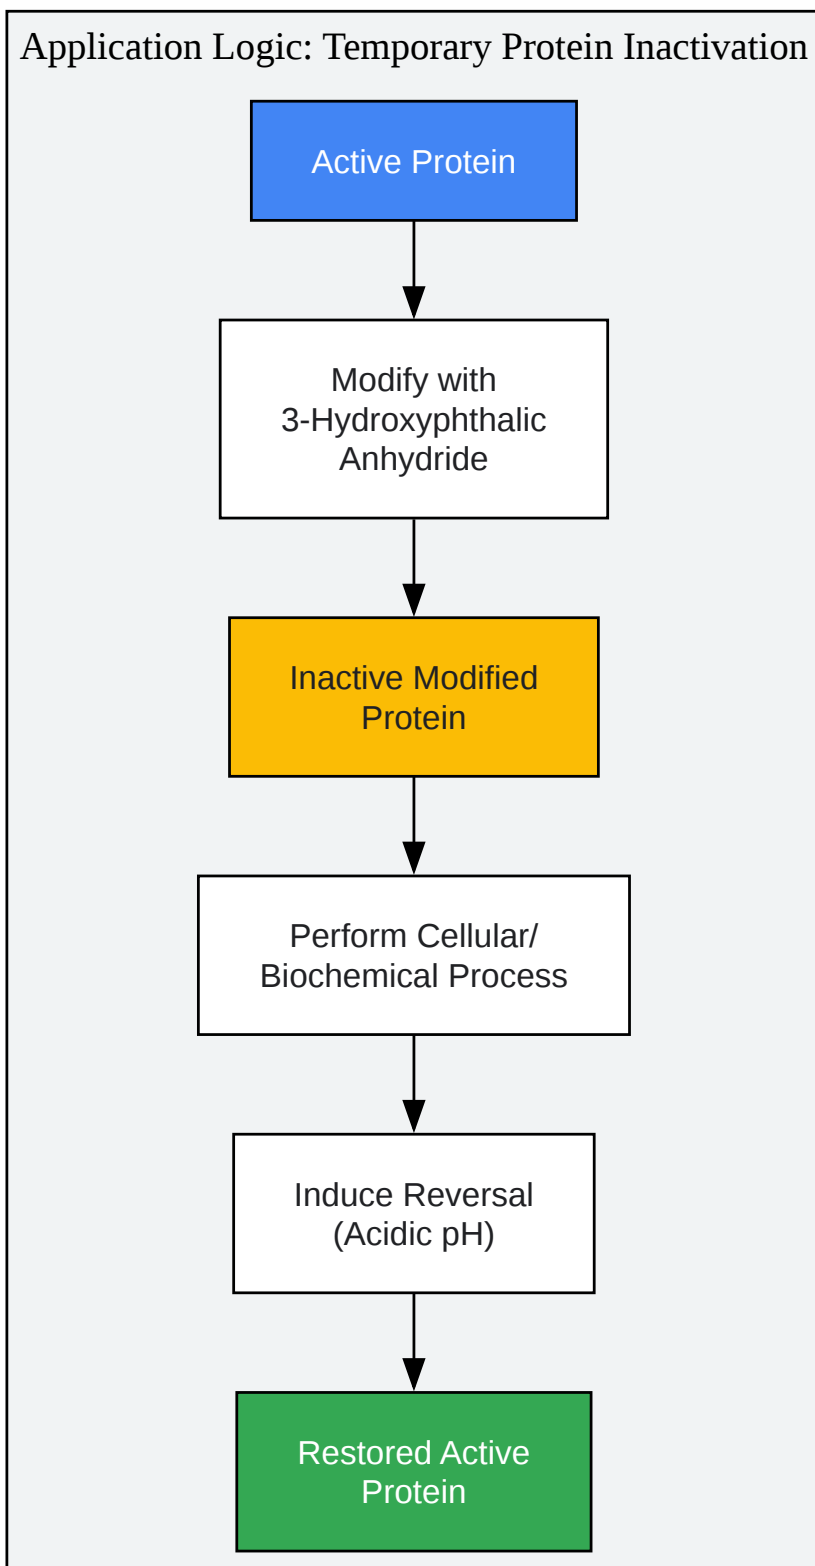 Application Logic: Temporary Protein Inactivation
Active Protein
Modify with
3-Hydroxyphthalic
Anhydride
Inactive Modified
Protein
Perform Cellular/
Biochemical Process
Induce Reversal
(Acidic pH)
Restored Active
Protein